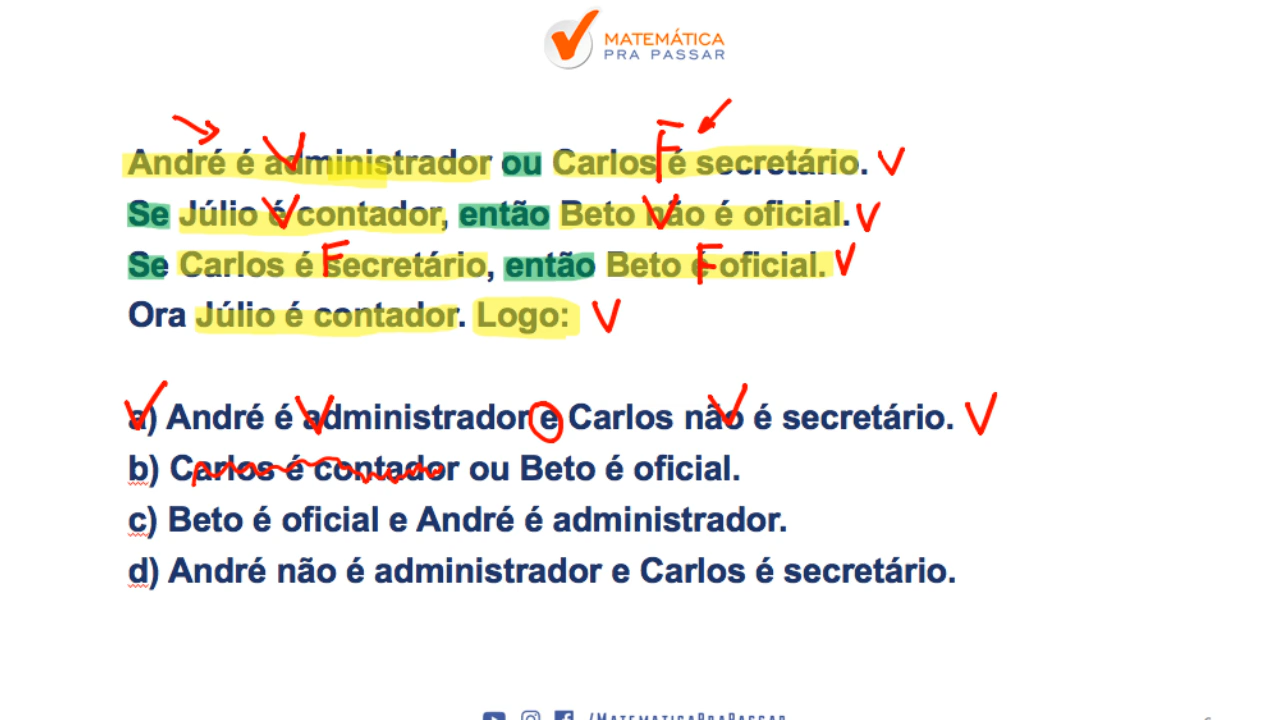 MATEMÁTICA
PRA PASSAR
André é administrador ou Carlos é secretário. V
V F
Se Júlio é contador, então Beto não é oficial. V
V V
Se Carlos é secretário, então Beto é oficial. V
F F
Ora Júlio é contador. Logo: V
a) André é administrador e Carlos não é secretário. V
V V
b) Carlos é contador ou Beto é oficial.
c) Beto é oficial e André é administrador.
d) André não é administrador e Carlos é secretário.
/MATEMATICAPRAPASSAR